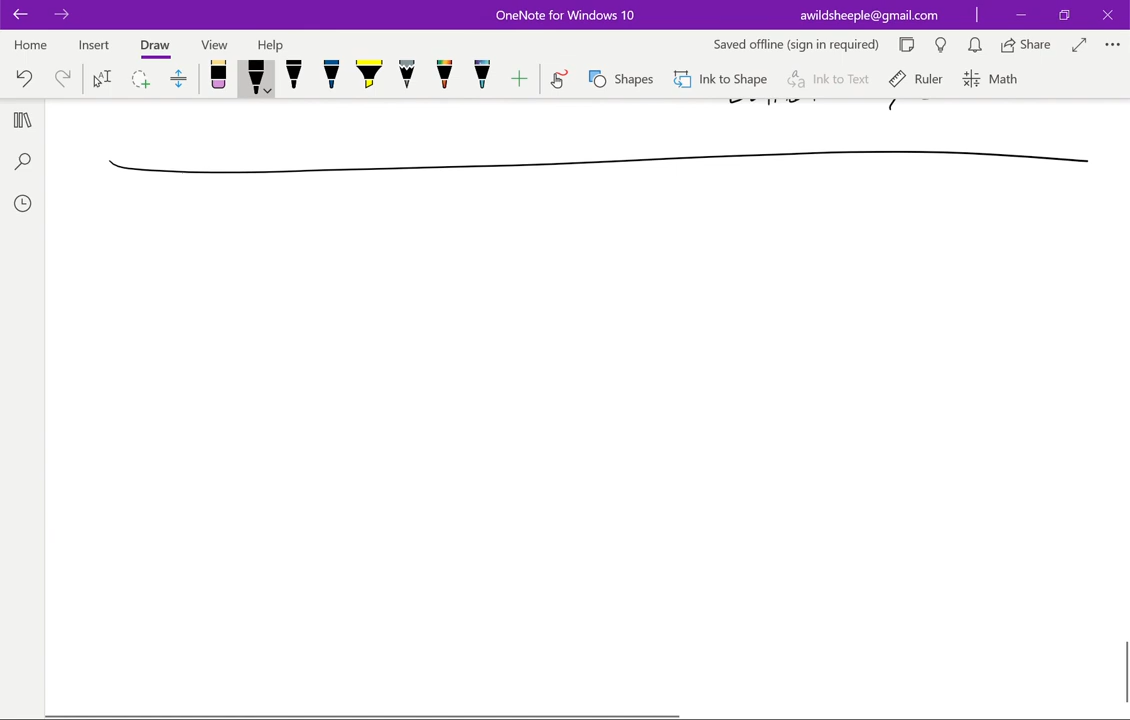 OneNote for Windows 10
awildsheeple@gmail.com
Home
Insert
Draw
View
Help
Saved offline (sign in required)
Share
Shapes
Ink to Shape
Ink to Text
Ruler
Math